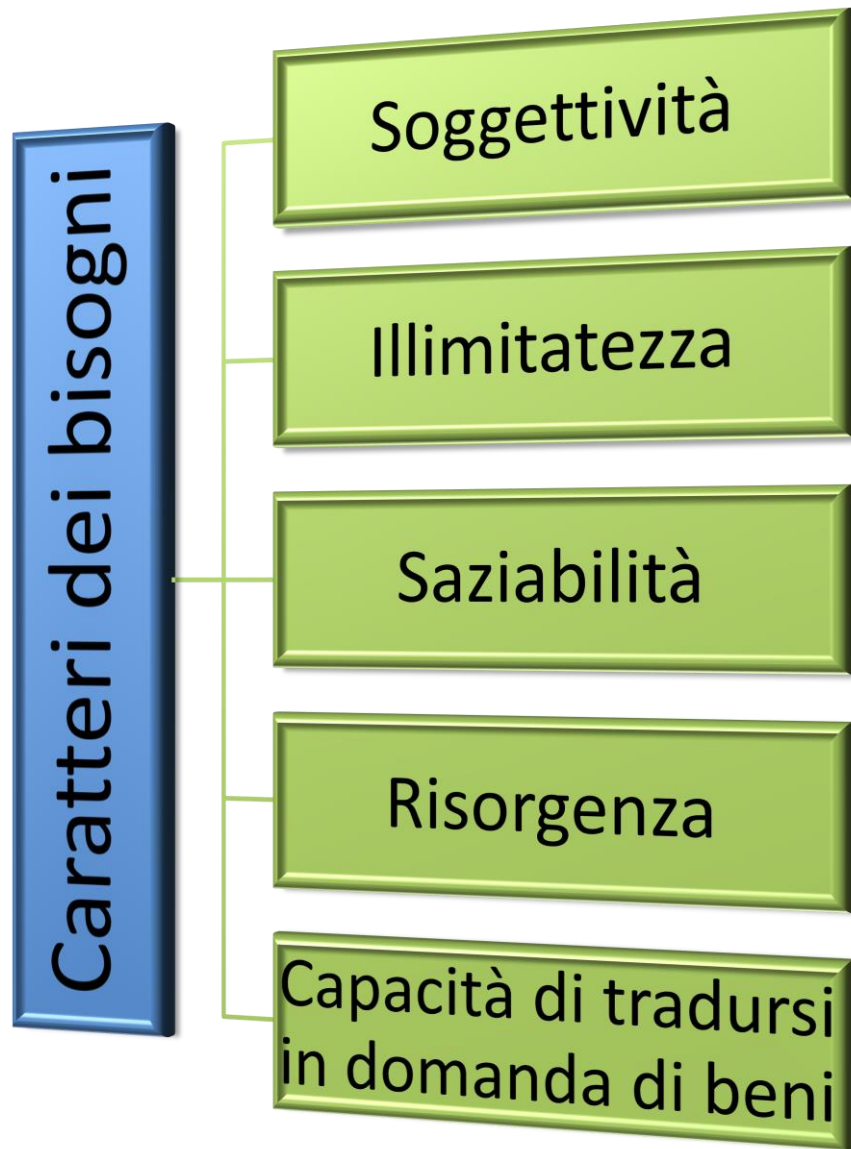 Caratteri dei bisogni
Soggettività
Illimitatezza
Saziabilità
Risorgenza
Capacità di tradursi
in domanda di beni